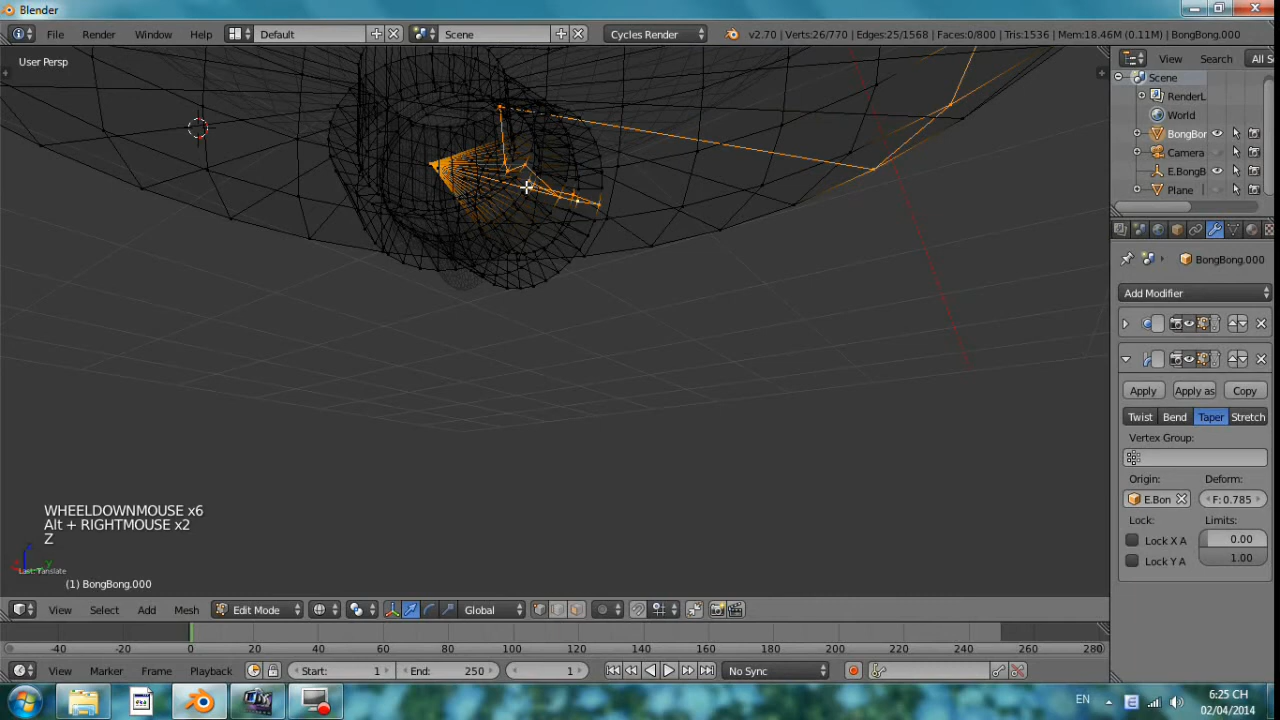 Blender
File Render Window Help Default Scene Cycles Render v2.70 | Verts:26/770 | Edges:25/1568 | Faces:0/800 | Tris:1536 | Mem:18.46M (0.11M) | BongBong.000
User Persp
View Search All S
Scene
RenderL
World
BongBor
Camera
E.BongB
Plane
BongBong.000
Add Modifier
Apply Apply as Copy
Twist Bend Taper Stretch
Vertex Group:
Origin: Deform:
E.Bon F:0.785
Lock: Limits:
Lock X A 0.00
Lock Y A 1.00
WHEELDOWNMOUSE x6
Alt + RIGHTMOUSE x2
Z
z
y
Last: Translate
(1) BongBong.000
View Select Add Mesh Edit Mode Global
-40 -20 0 20 40 60 80 100 120 140 160 180 200 220 240 260 280
View Marker Frame Playback Start: 1 End: 250 1 No Sync
EN E 6:25 CH
02/04/2014